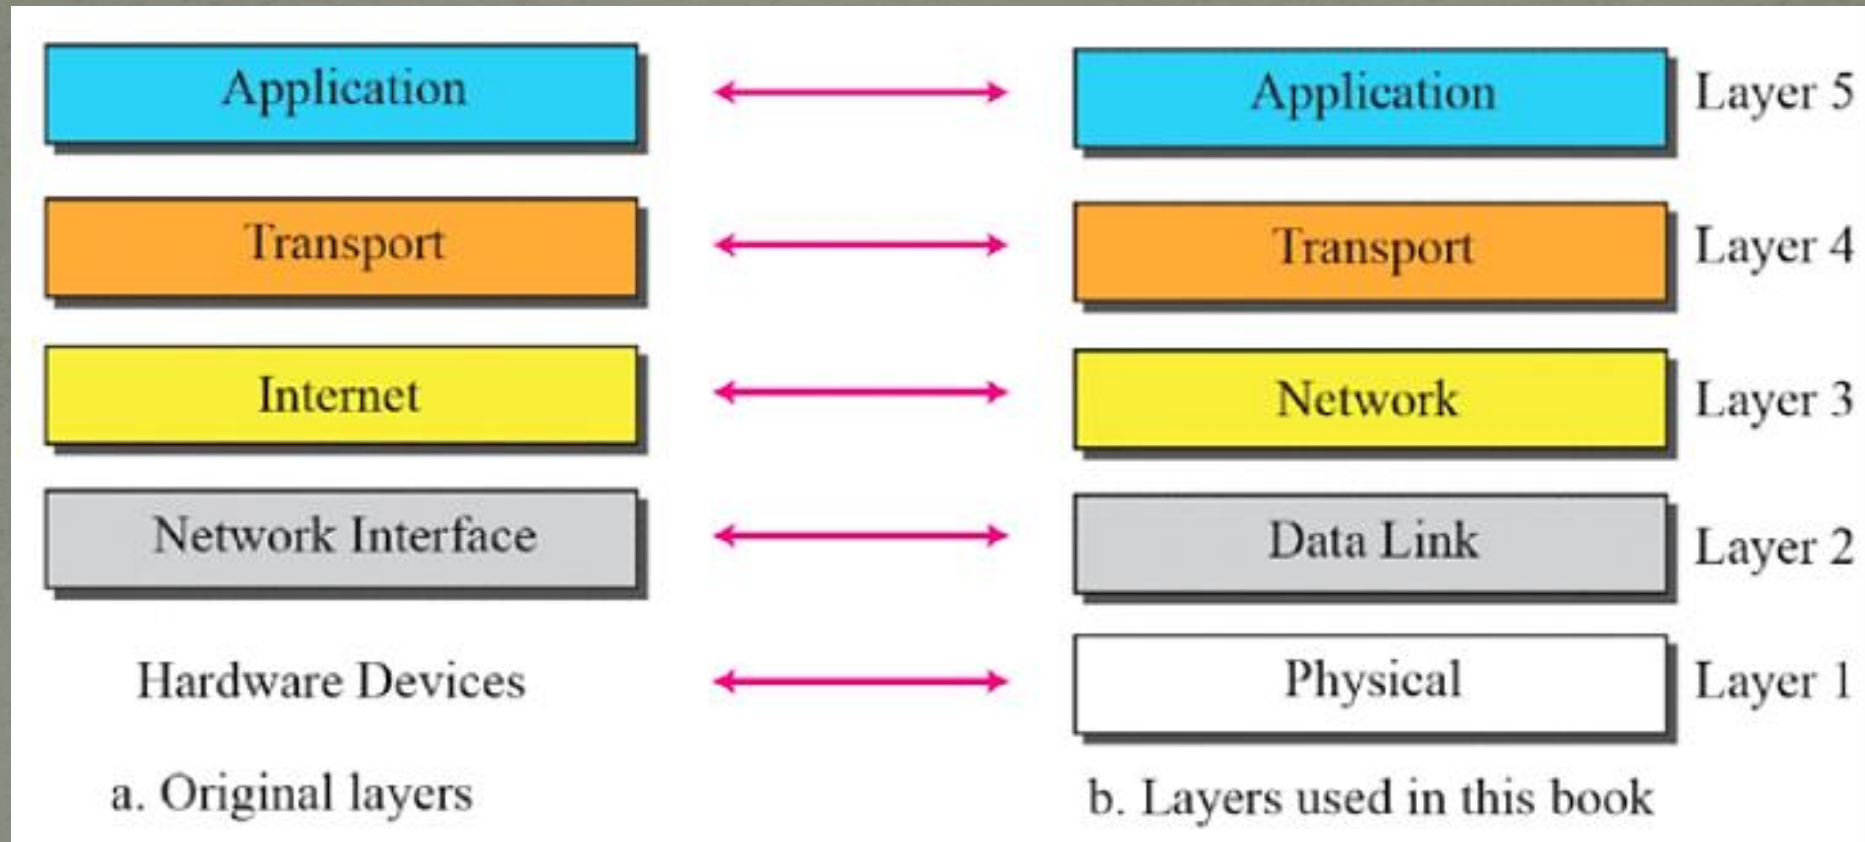 Application
Application
Layer 5
Transport
Transport
Layer 4
Internet
Network
Layer 3
Network Interface
Data Link
Layer 2
Hardware Devices
Physical
Layer 1
a. Original layers
b. Layers used in this book